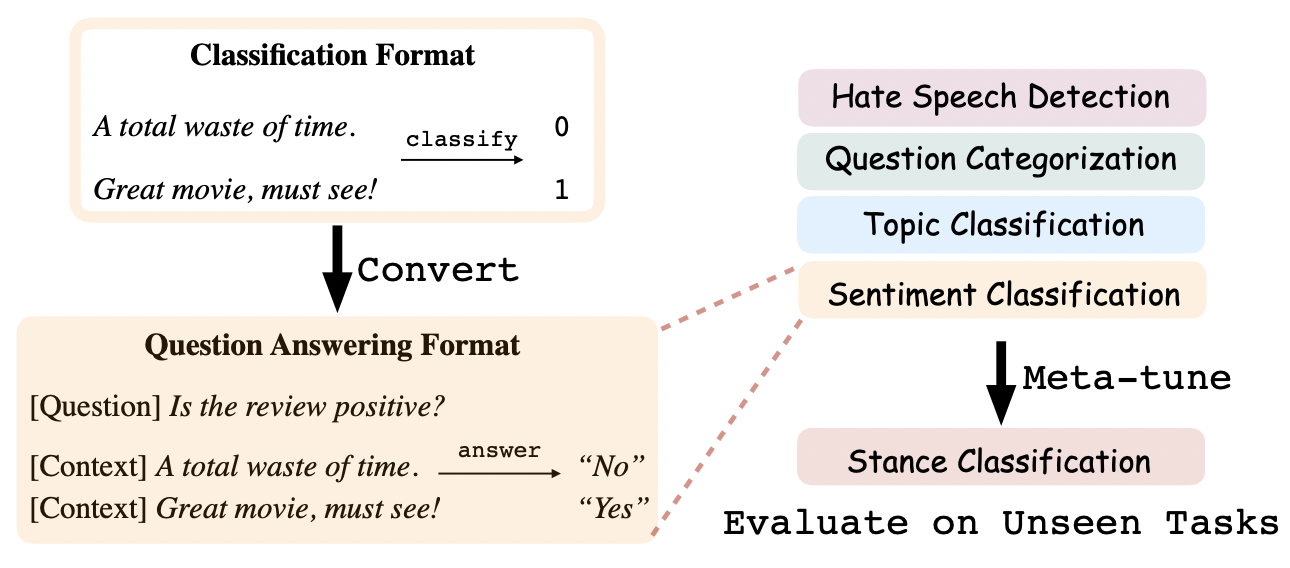 Classification Format
A total waste of time.
classify
0
Great movie, must see!
1
Convert
Question Answering Format
[Question] Is the review positive?
[Context] A total waste of time.
answer
“No”
[Context] Great movie, must see!
“Yes”
Hate Speech Detection
Question Categorization
Topic Classification
Sentiment Classification
Meta-tune
Stance Classification
Evaluate on Unseen Tasks